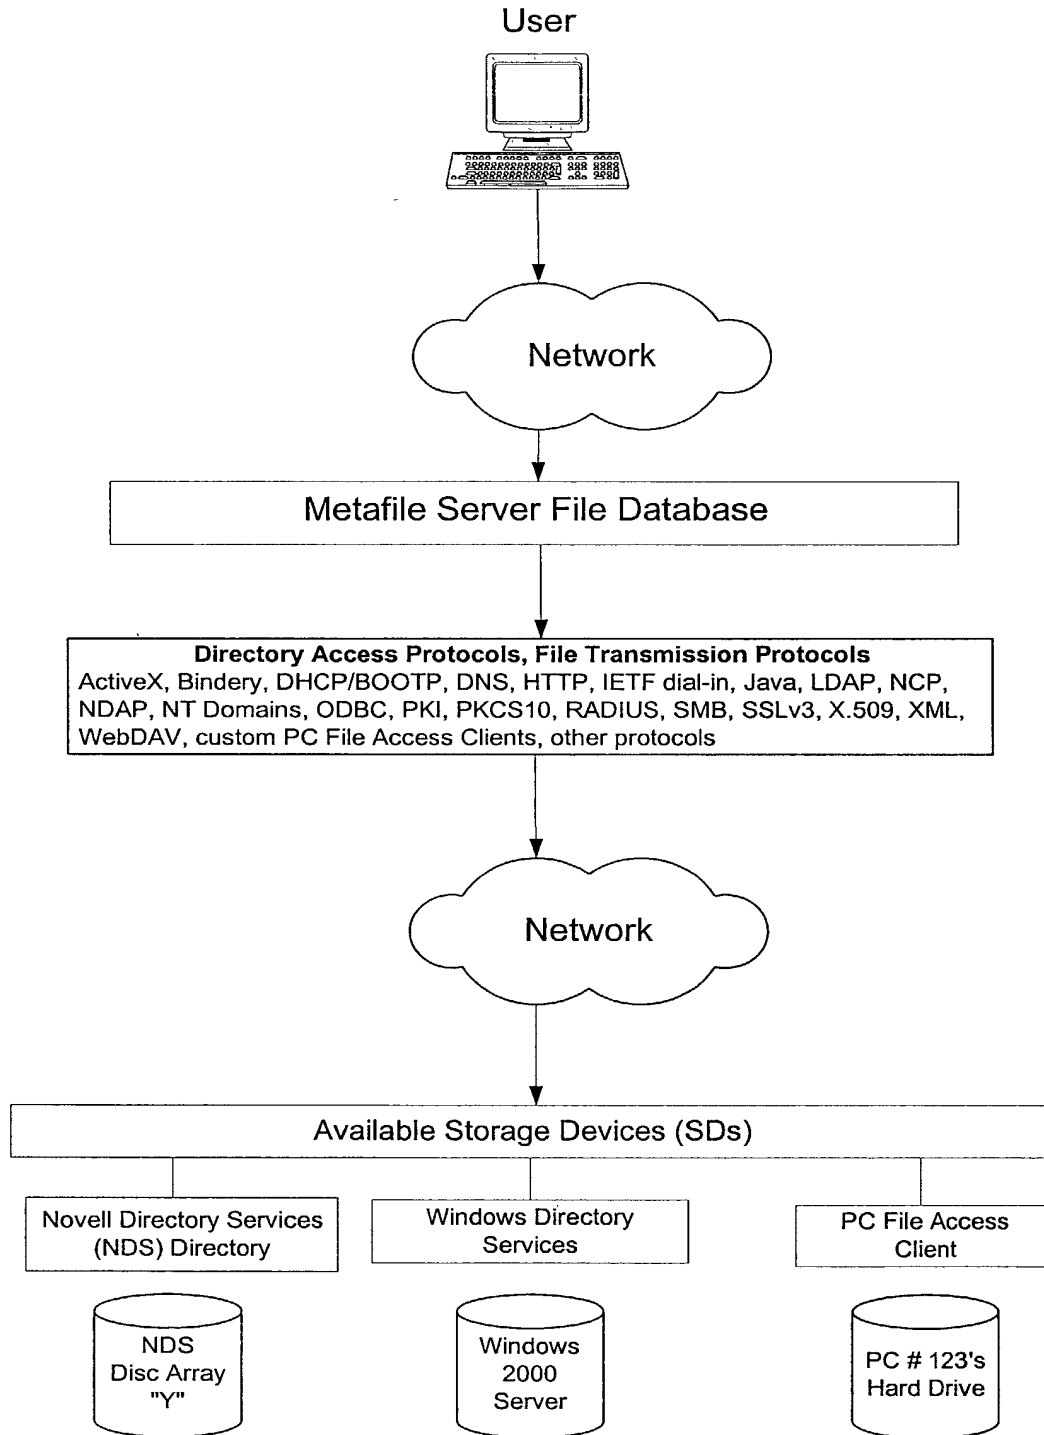 User
Network
Metafile Server File Database
Directory Access Protocols, File Transmission Protocols
ActiveX, Bindery, DHCP/BOOTP, DNS, HTTP, IETF dial-in, Java, LDAP, NCP,
NDAP, NT Domains, ODBC, PKI, PKCS10, RADIUS, SMB, SSLv3, X.509, XML,
WebDAV, custom PC File Access Clients, other protocols
Network
Available Storage Devices (SDs)
Novell Directory Services
(NDS) Directory
Windows Directory
Services
PC File Access
Client
NDS
Disc Array
"Y"
Windows
2000
Server
PC # 123's
Hard Drive